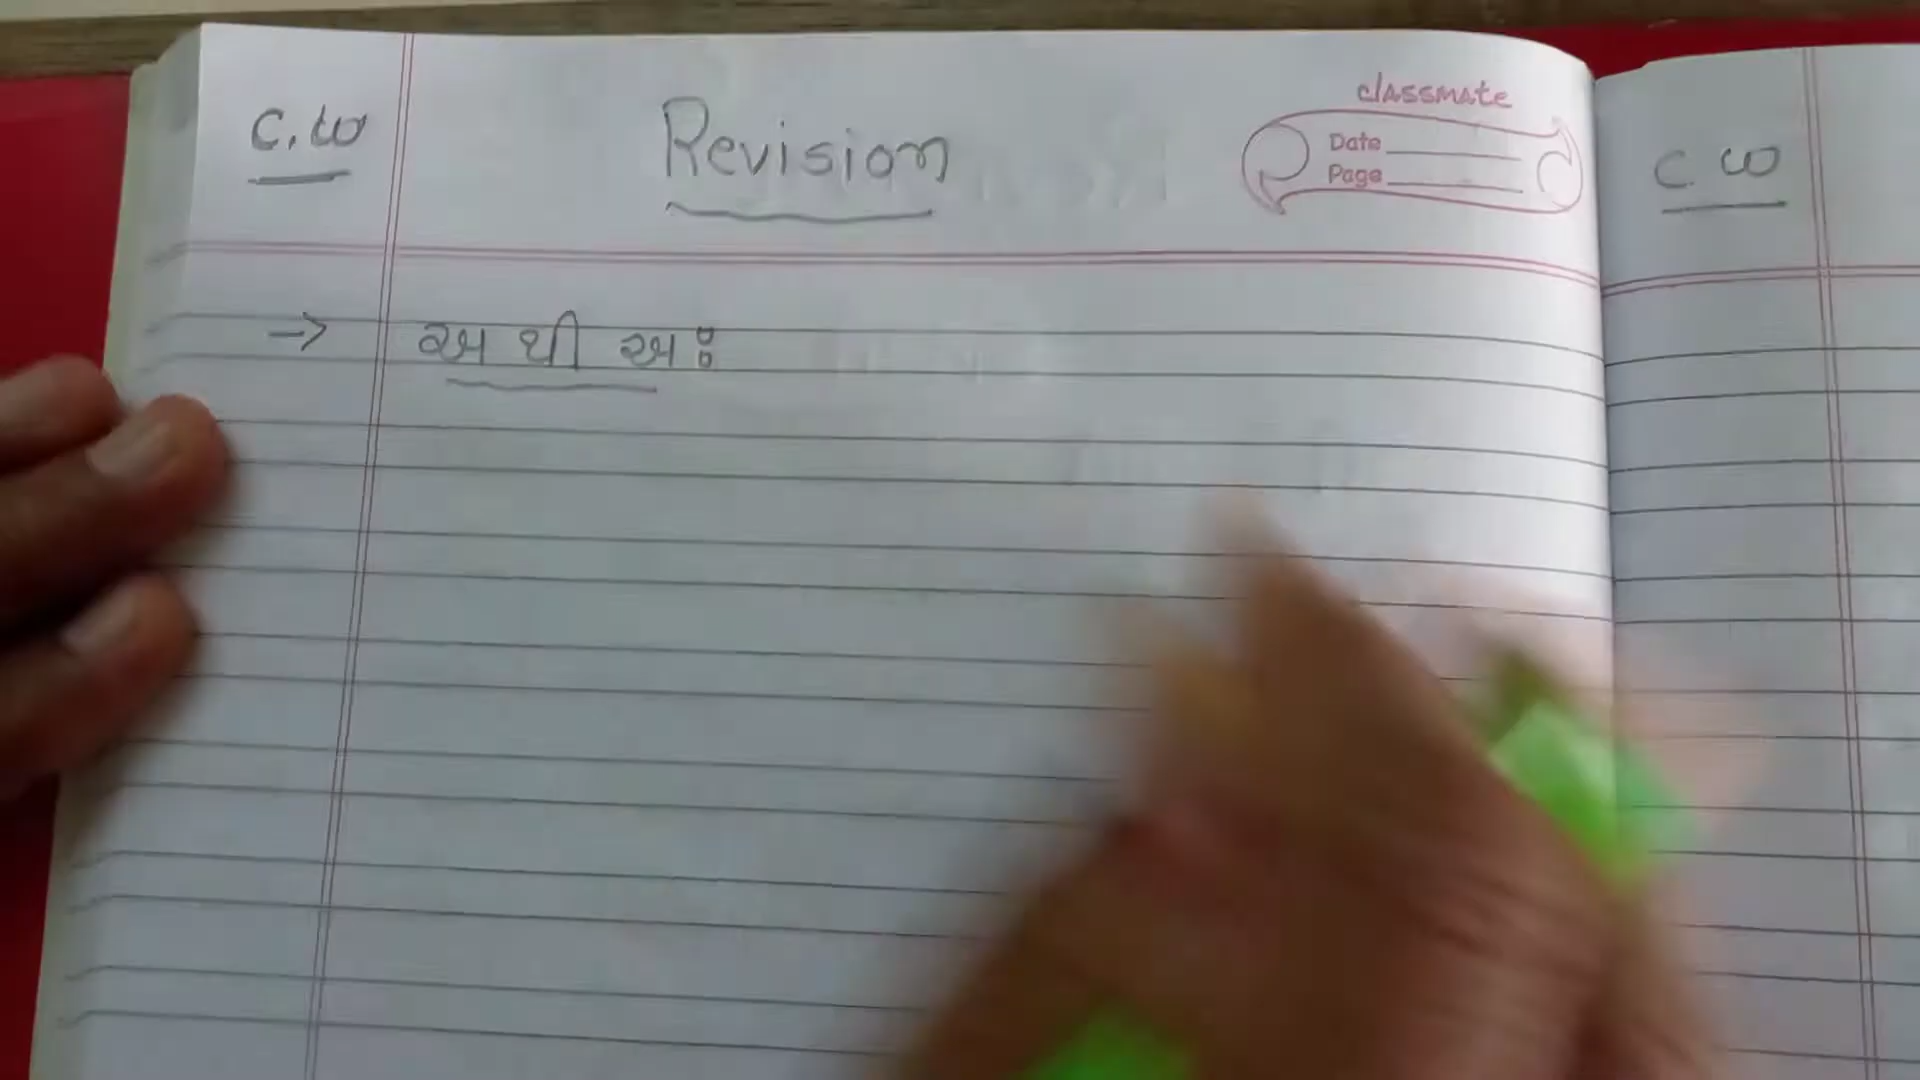 C.W
Revision
classmate
Date
Page
→ અ થી અઃ
C W